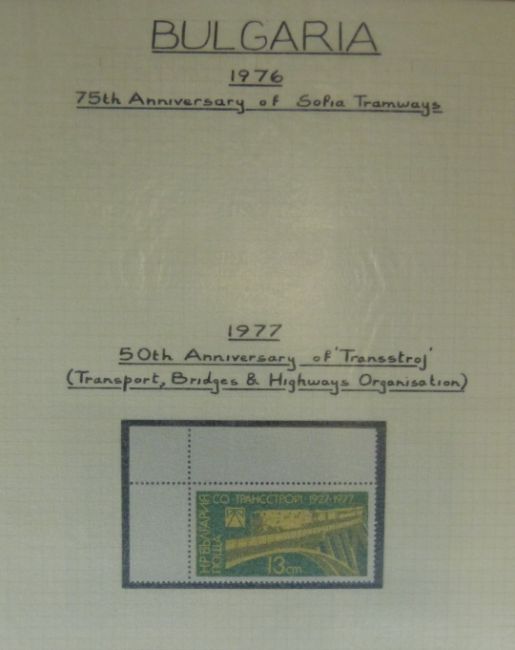 BULGARIA
1976
75th Anniversary of Sofia Tramways
1977
50th Anniversary of 'Transstroj'
(Transport, Bridges & Highways Organisation)
СО·ТРАНССТРОЙ·1927·1977
НР БЪЛГАРИЯ
ПОЩА
13 cm